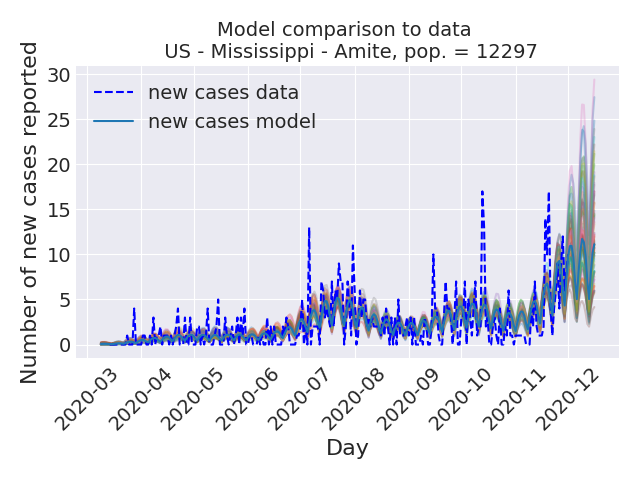 Model comparison to data
US - Mississippi - Amite, pop. = 12297
Number of new cases reported
30
25
20
15
10
5
0
new cases data
new cases model
2020-03
2020-04
2020-05
2020-06
2020-07
2020-08
2020-09
2020-10
2020-11
2020-12
Day